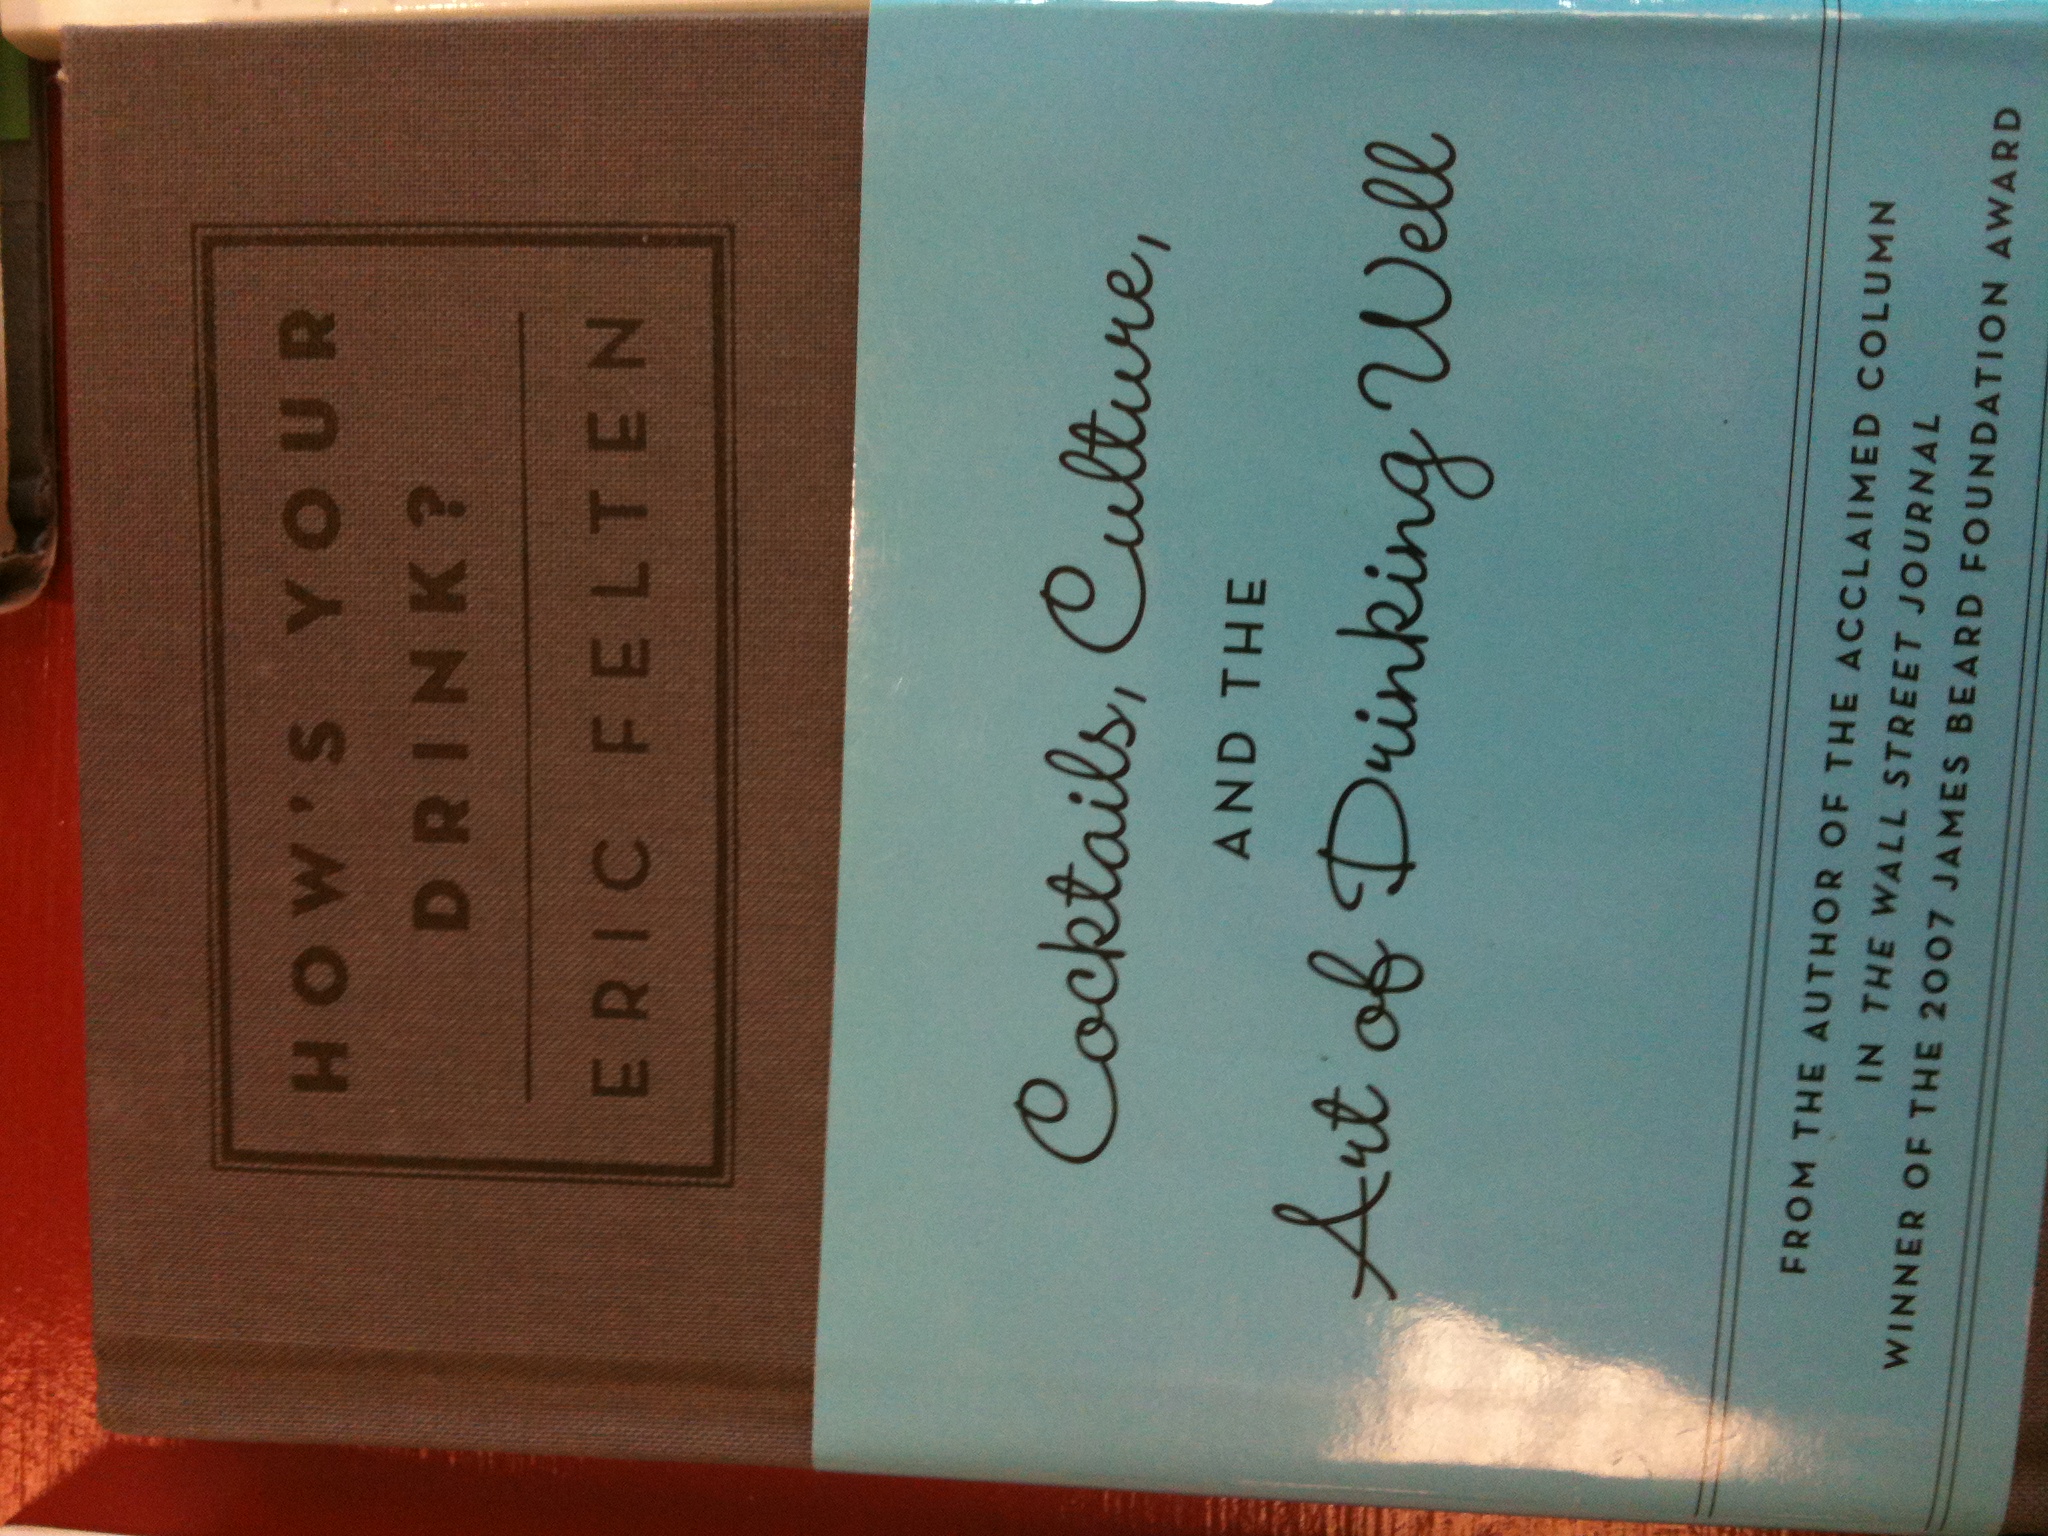 HOW'S YOUR
DRINK?
ERIC FELTEN
Cocktails, Culture,
AND THE
Art of Drinking Well
FROM THE AUTHOR OF THE ACCLAIMED COLUMN
IN THE WALL STREET JOURNAL
WINNER OF THE 2007 JAMES BEARD FOUNDATION AWARD